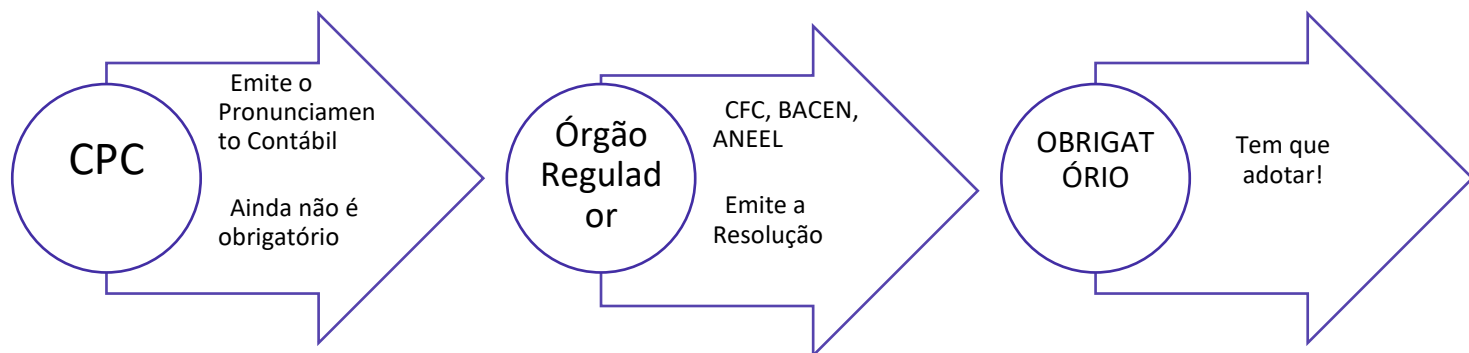 CPC
Emite o
Pronunciamen
to Contábil
Ainda não é
obrigatório
Órgão
Regulad
or
CFC, BACEN,
ANEEL
Emite a
Resolução
OBRIGAT
ÓRIO
Tem que
adotar!